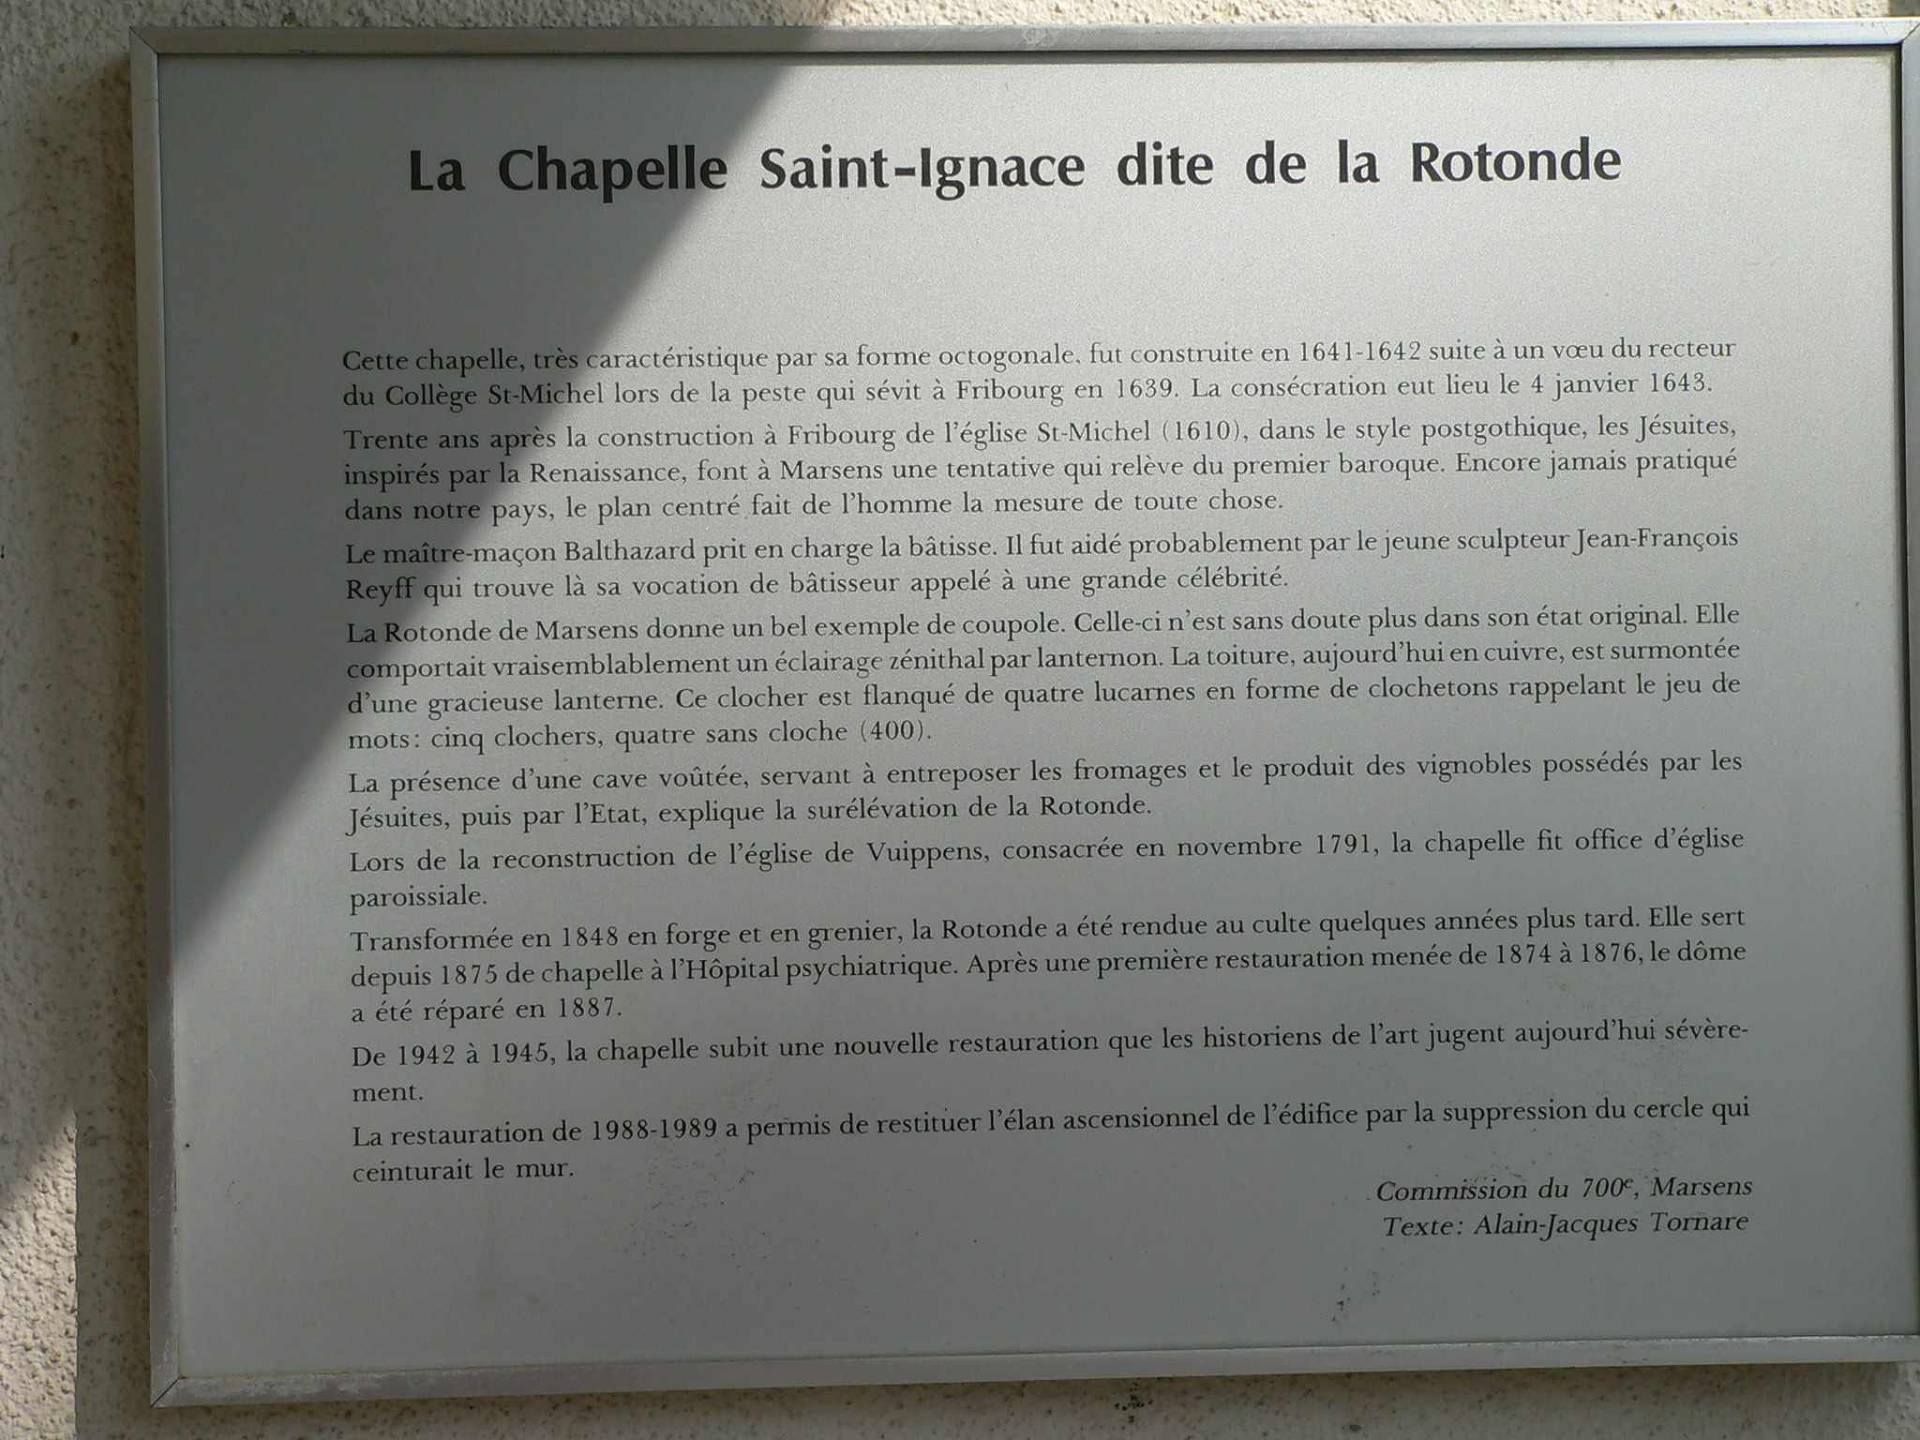 La Chapelle Saint-Ignace dite de la Rotonde
Cette chapelle, très caractéristique par sa forme octogonale, fut construite en 1641-1642 suite à un vœu du recteur
du Collège St-Michel lors de la peste qui sévit à Fribourg en 1639. La consécration eut lieu le 4 janvier 1643.
Trente ans après la construction à Fribourg de l'église St-Michel (1610), dans le style postgothique, les Jésuites,
inspirés par la Renaissance, font à Marsens une tentative qui relève du premier baroque. Encore jamais pratiqué
dans notre pays, le plan centré fait de l'homme la mesure de toute chose.
Le maître-maçon Balthazard prit en charge la bâtisse. Il fut aidé probablement par le jeune sculpteur Jean-François
Reyff qui trouve là sa vocation de bâtisseur appelé à une grande célébrité.
La Rotonde de Marsens donne un bel exemple de coupole. Celle-ci n'est sans doute plus dans son état original. Elle
comportait vraisemblablement un éclairage zénithal par lanternon. La toiture, aujourd'hui en cuivre, est surmontée
d'une gracieuse lanterne. Ce clocher est flanqué de quatre lucarnes en forme de clochetons rappelant le jeu de
mots: cinq clochers, quatre sans cloche (400).
La présence d'une cave voûtée, servant à entreposer les fromages et le produit des vignobles possédés par les
Jésuites, puis par l'Etat, explique la surélévation de la Rotonde.
Lors de la reconstruction de l'église de Vuippens, consacrée en novembre 1791, la chapelle fit office d'église
paroissiale.
Transformée en 1848 en forge et en grenier, la Rotonde a été rendue au culte quelques années plus tard. Elle sert
depuis 1875 de chapelle à l'Hôpital psychiatrique. Après une première restauration menée de 1874 à 1876, le dôme
a été réparé en 1887.
De 1942 à 1945, la chapelle subit une nouvelle restauration que les historiens de l'art jugent aujourd'hui sévère-
ment.
La restauration de 1988-1989 a permis de restituer l'élan ascensionnel de l'édifice par la suppression du cercle qui
ceinturait le mur.
Commission du 700e, Marsens
Texte: Alain-Jacques Tornare